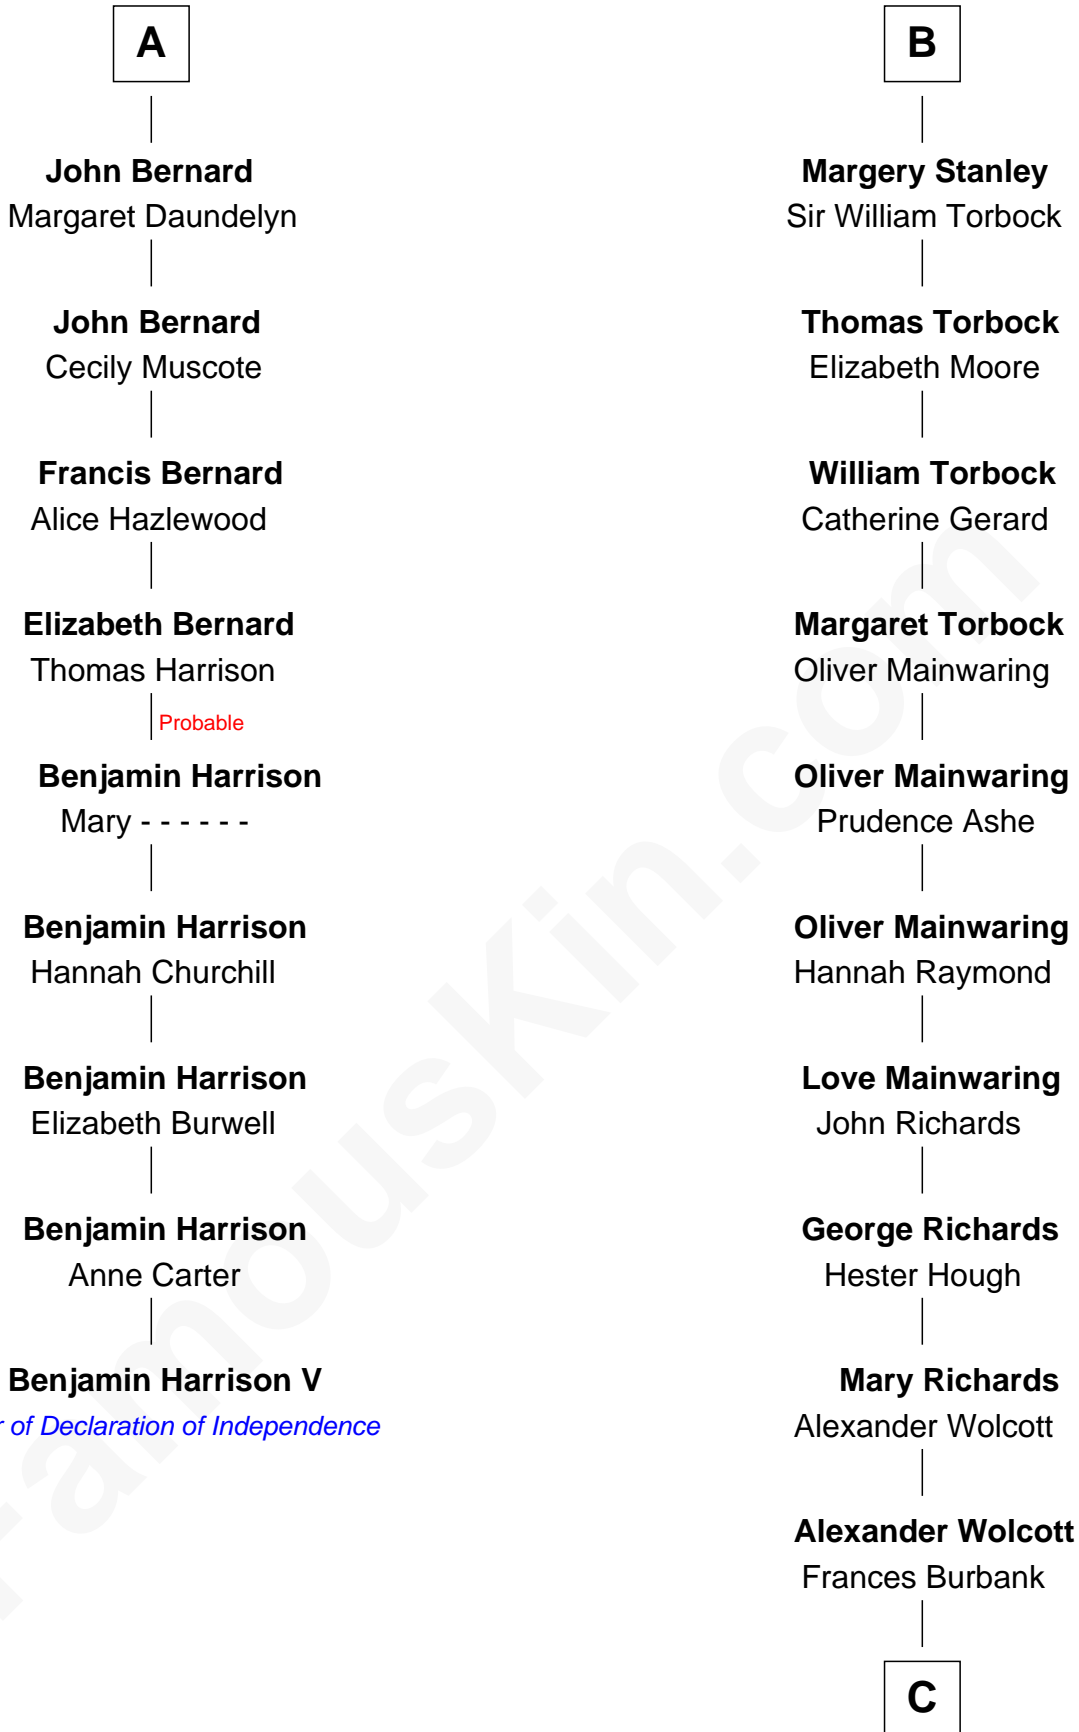 A
John Bernard
Margaret Daundelyn
John Bernard
Cecily Muscote
Francis Bernard
Alice Hazlewood
Elizabeth Bernard
Thomas Harrison
Probable
Benjamin Harrison
Mary - - - - - -
Benjamin Harrison
Hannah Churchill
Benjamin Harrison
Elizabeth Burwell
Benjamin Harrison
Anne Carter
Benjamin Harrison V
of Declaration of Independence
B
Margery Stanley
Sir William Torbock
Thomas Torbock
Elizabeth Moore
William Torbock
Catherine Gerard
Margaret Torbock
Oliver Mainwaring
Oliver Mainwaring
Prudence Ashe
Oliver Mainwaring
Hannah Raymond
Love Mainwaring
John Richards
George Richards
Hester Hough
Mary Richards
Alexander Wolcott
Alexander Wolcott
Frances Burbank
C
FamousKin.com